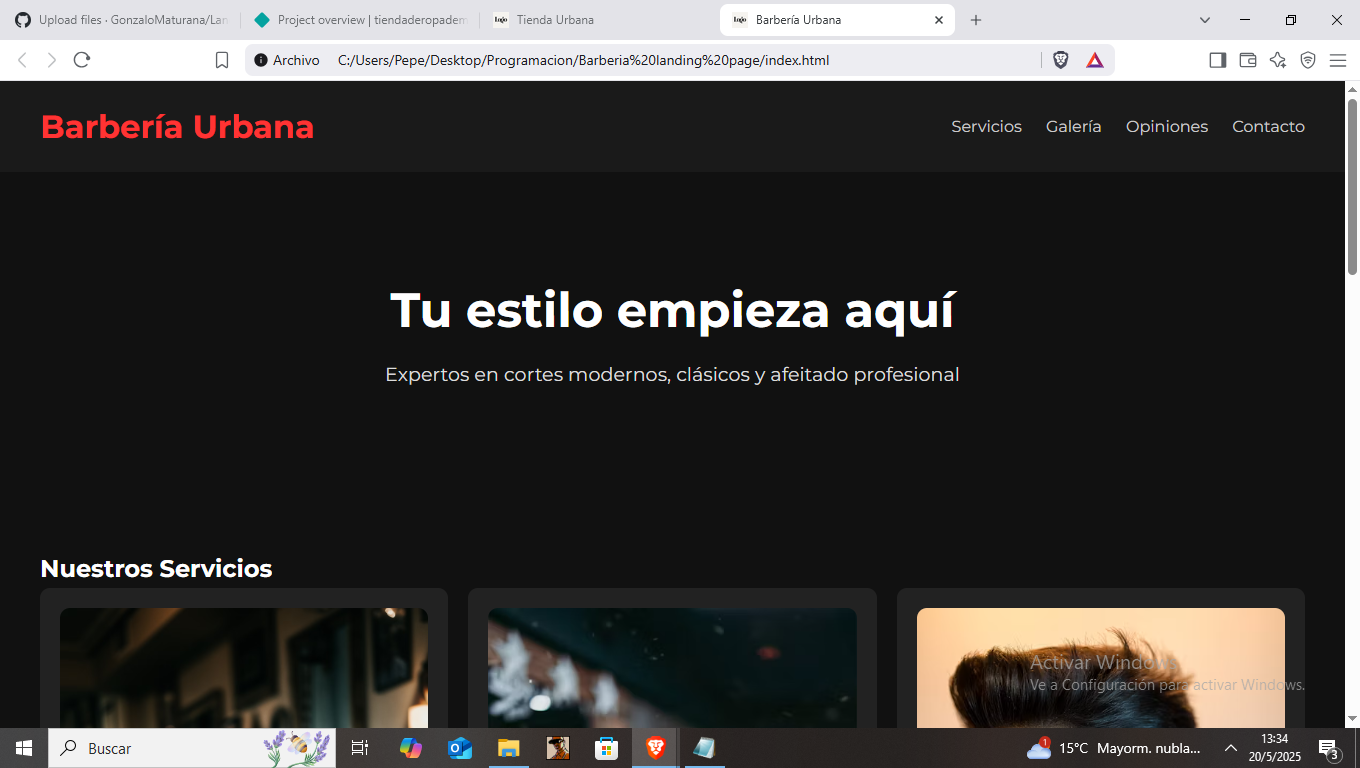 Upload files · GonzaloMaturana/Lan
Project overview | tiendaderopadem
Tienda Urbana
Barbería Urbana
Archivo C:/Users/Pepe/Desktop/Programacion/Barberia%20landing%20page/index.html
Barbería Urbana
Servicios Galería Opiniones Contacto
Tu estilo empieza aquí
Expertos en cortes modernos, clásicos y afeitado profesional
Nuestros Servicios
Activar Windows
Ve a Configuración para activar Windows.
Buscar
1
15°C Mayorm. nubla...
13:34
20/5/2025
3